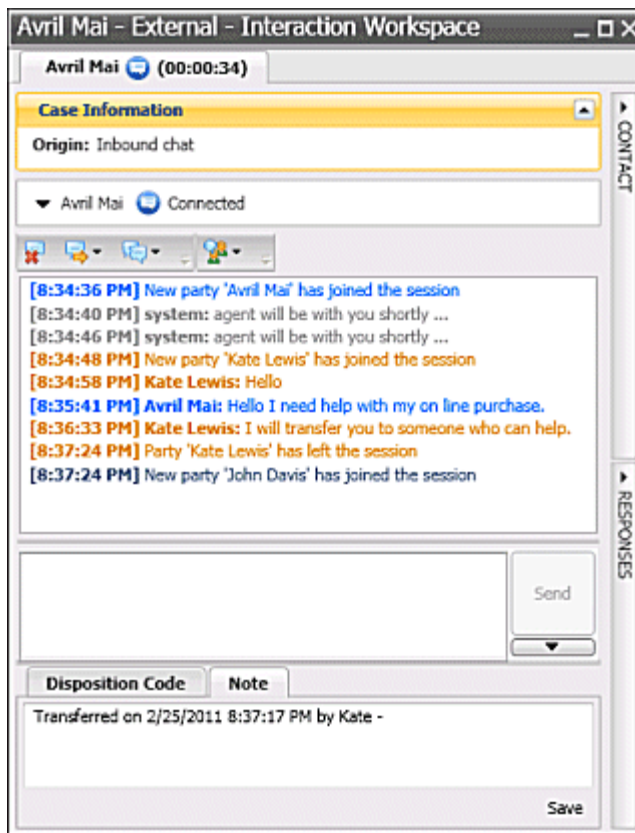 Avril Mai - External - Interaction Workspace
Avril Mai (00:00:34)
Case Information
Origin: Inbound chat
Avril Mai Connected
[8:34:36 PM] New party 'Avril Mai' has joined the session
[8:34:40 PM] system: agent will be with you shortly ...
[8:34:46 PM] system: agent will be with you shortly ...
[8:34:48 PM] New party 'Kate Lewis' has joined the session
[8:34:58 PM] Kate Lewis: Hello
[8:35:41 PM] Avril Mai: Hello I need help with my on line purchase.
[8:36:33 PM] Kate Lewis: I will transfer you to someone who can help.
[8:37:24 PM] Party 'Kate Lewis' has left the session
[8:37:24 PM] New party 'John Davis' has joined the session
Send
Disposition Code
Note
Transferred on 2/25/2011 8:37:17 PM by Kate -
Save
CONTACT
RESPONSES